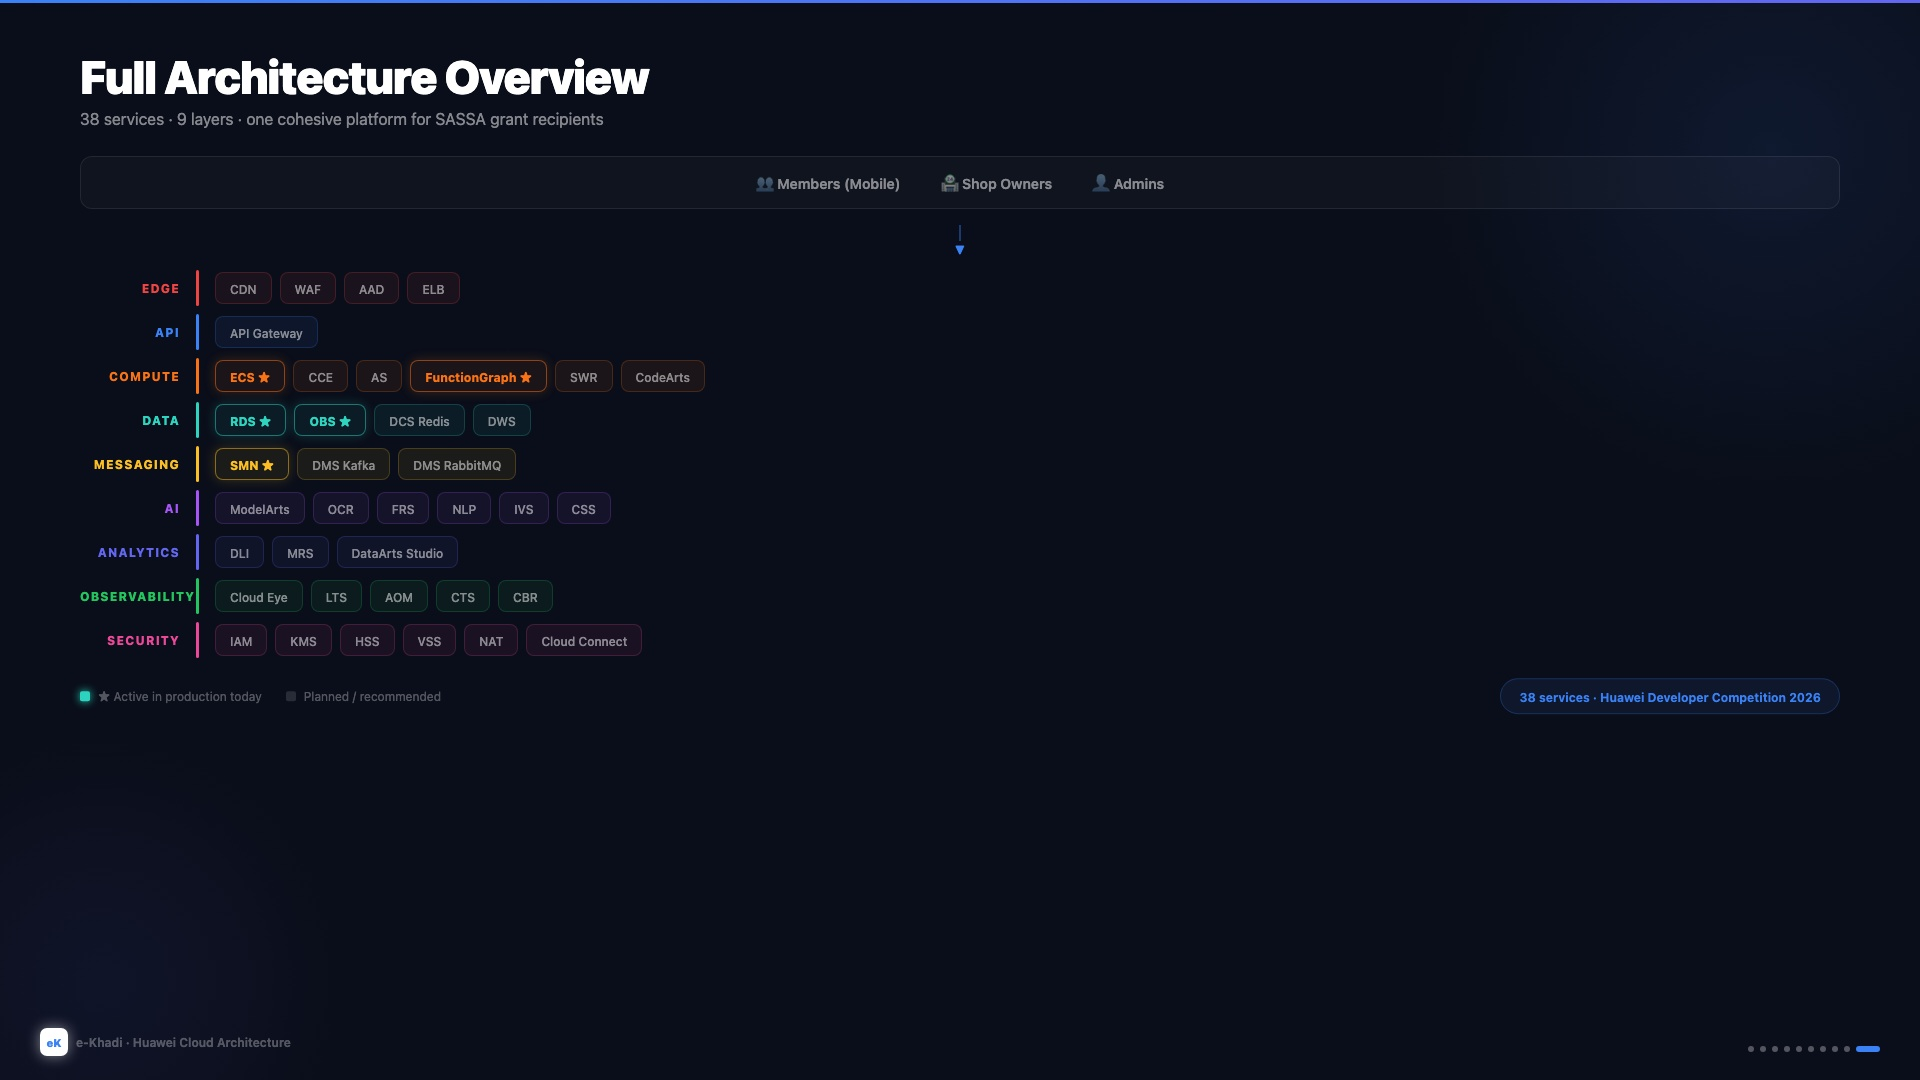 Full Architecture Overview
38 services · 9 layers · one cohesive platform for SASSA grant recipients
👥 Members (Mobile) 🏪 Shop Owners 👤 Admins
EDGE CDN WAF AAD ELB
API API Gateway
COMPUTE ECS ★ CCE AS FunctionGraph ★ SWR CodeArts
DATA RDS ★ OBS ★ DCS Redis DWS
MESSAGING SMN ★ DMS Kafka DMS RabbitMQ
AI ModelArts OCR FRS NLP IVS CSS
ANALYTICS DLI MRS DataArts Studio
OBSERVABILITY Cloud Eye LTS AOM CTS CBR
SECURITY IAM KMS HSS VSS NAT Cloud Connect
★ Active in production today Planned / recommended 38 services · Huawei Developer Competition 2026
eK e-Khadi · Huawei Cloud Architecture